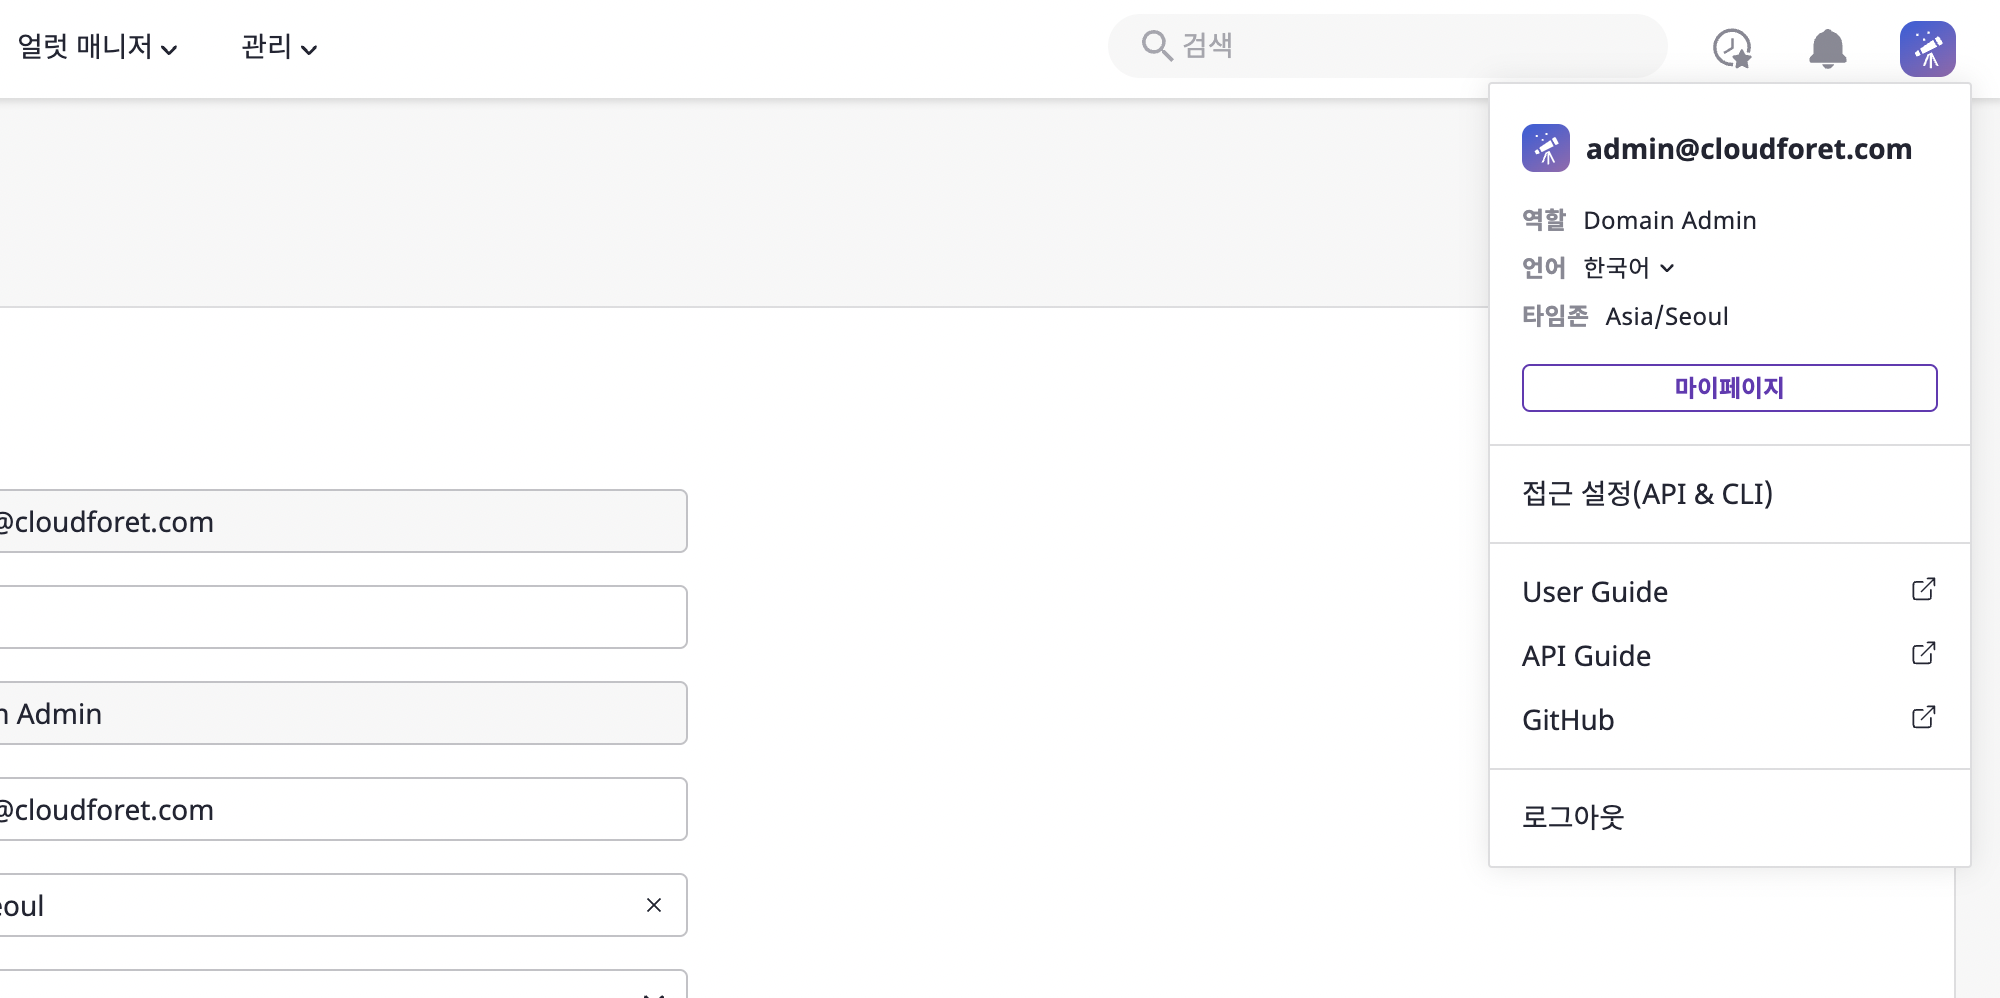 얼럿 매니저
관리
검색
admin@cloudforet.com
역할 Domain Admin
언어 한국어
타임존 Asia/Seoul
마이페이지
접근 설정(API & CLI)
User Guide
API Guide
GitHub
로그아웃
@cloudforet.com
Admin
@cloudforet.com
eoul